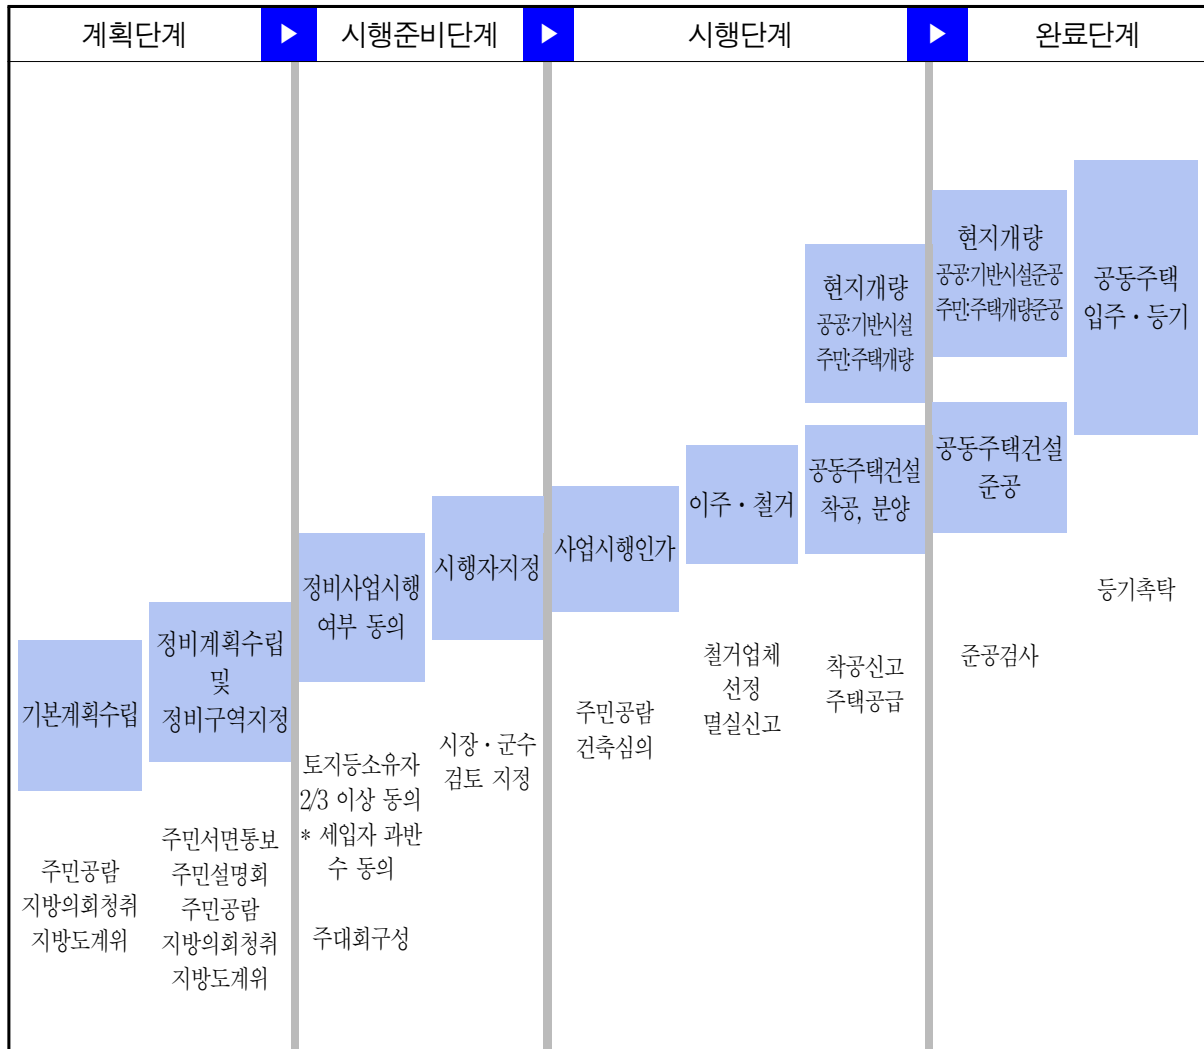 계획단계
▶
시행준비단계
▶
시행단계
▶
완료단계
기본계획수립
주민공람
지방의회청취
지방도계위
정비계획수립
및
정비구역지정
주민서면통보
주민설명회
주민공람
지방의회청취
지방도계위
정비사업시행
여부 동의
토지등소유자
2/3 이상 동의
* 세입자 과반
수 동의
주대회구성
시행자지정
시장・군수
검토 지정
사업시행인가
주민공람
건축심의
이주・철거
철거업체
선정
멸실신고
현지개량
공공:기반시설
주민:주택개량
공동주택건설
착공, 분양
착공신고
주택공급
현지개량
공공:기반시설준공
주민:주택개량준공
공동주택건설
준공
준공검사
공동주택
입주・등기
등기촉탁